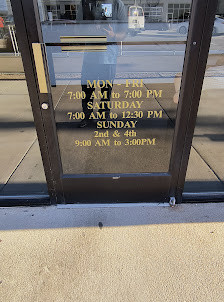 MON - FRI
7:00 AM to 7:00 PM
SATURDAY
7:00 AM to 12:30 PM
SUNDAY
2nd & 4th
9:00 AM to 3:00PM